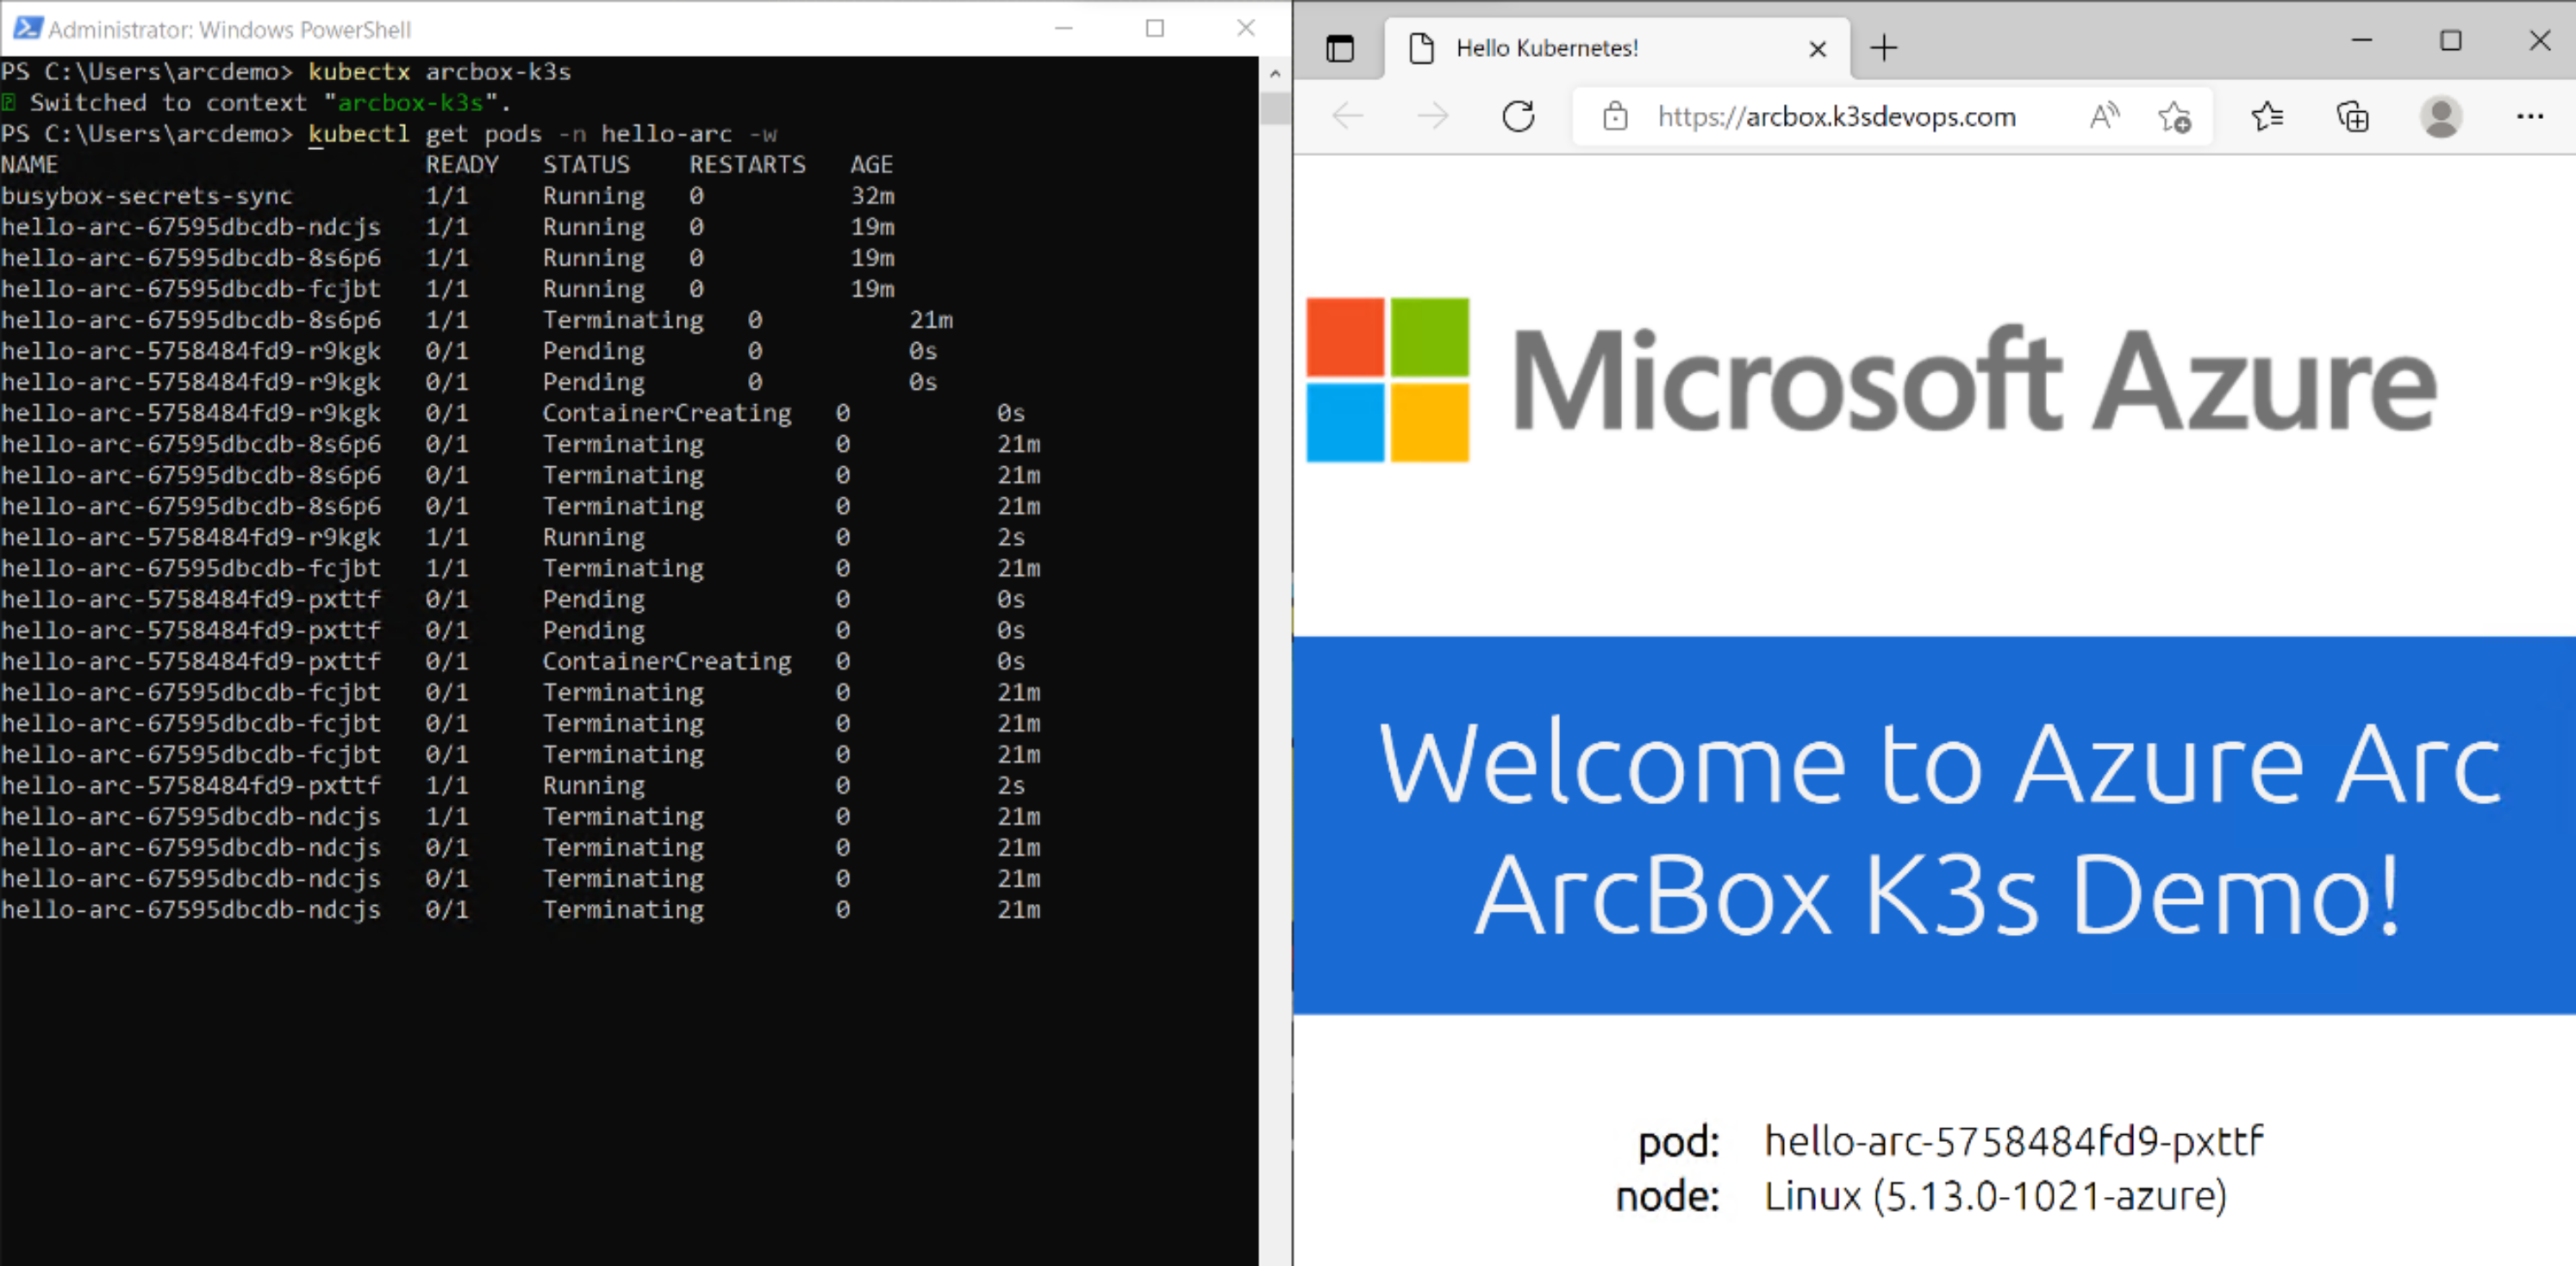 Administrator: Windows PowerShell
PS C:\Users\arcdemo> kubectx arcbox-k3s
Switched to context "arcbox-k3s".
PS C:\Users\arcdemo> kubectl get pods -n hello-arc -w
NAME READY STATUS RESTARTS AGE
busybox-secrets-sync 1/1 Running 0 32m
hello-arc-67595dbcdb-ndcjs 1/1 Running 0 19m
hello-arc-67595dbcdb-8s6p6 1/1 Running 0 19m
hello-arc-67595dbcdb-fcjbt 1/1 Running 0 19m
hello-arc-67595dbcdb-8s6p6 1/1 Terminating 0 21m
hello-arc-5758484fd9-r9kgk 0/1 Pending 0 0s
hello-arc-5758484fd9-r9kgk 0/1 Pending 0 0s
hello-arc-5758484fd9-r9kgk 0/1 ContainerCreating 0 0s
hello-arc-67595dbcdb-8s6p6 0/1 Terminating 0 21m
hello-arc-67595dbcdb-8s6p6 0/1 Terminating 0 21m
hello-arc-67595dbcdb-8s6p6 0/1 Terminating 0 21m
hello-arc-5758484fd9-r9kgk 1/1 Running 0 2s
hello-arc-67595dbcdb-fcjbt 1/1 Terminating 0 21m
hello-arc-5758484fd9-pxttf 0/1 Pending 0 0s
hello-arc-5758484fd9-pxttf 0/1 Pending 0 0s
hello-arc-5758484fd9-pxttf 0/1 ContainerCreating 0 0s
hello-arc-67595dbcdb-fcjbt 0/1 Terminating 0 21m
hello-arc-67595dbcdb-fcjbt 0/1 Terminating 0 21m
hello-arc-67595dbcdb-fcjbt 0/1 Terminating 0 21m
hello-arc-5758484fd9-pxttf 1/1 Running 0 2s
hello-arc-67595dbcdb-ndcjs 1/1 Terminating 0 21m
hello-arc-67595dbcdb-ndcjs 0/1 Terminating 0 21m
hello-arc-67595dbcdb-ndcjs 0/1 Terminating 0 21m
hello-arc-67595dbcdb-ndcjs 0/1 Terminating 0 21m
Hello Kubernetes!
https://arcbox.k3sdevops.com
Microsoft Azure
Welcome to Azure Arc
ArcBox K3s Demo!
pod: hello-arc-5758484fd9-pxttf
node: Linux (5.13.0-1021-azure)